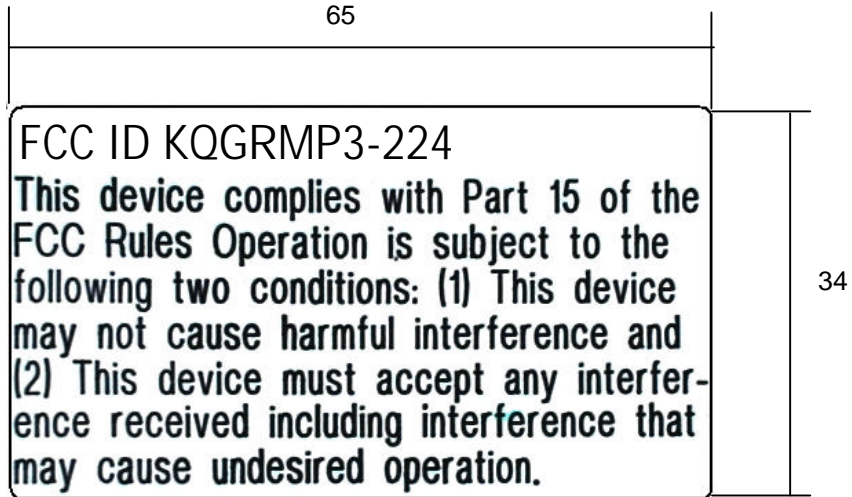 65
FCC ID KQGRMP3-224
This device complies with Part 15 of the
FCC Rules Operation is subject to the
following two conditions: (1) This device
may not cause harmful interference and
(2) This device must accept any interfer-
ence received including interference that
may cause undesired operation.
34